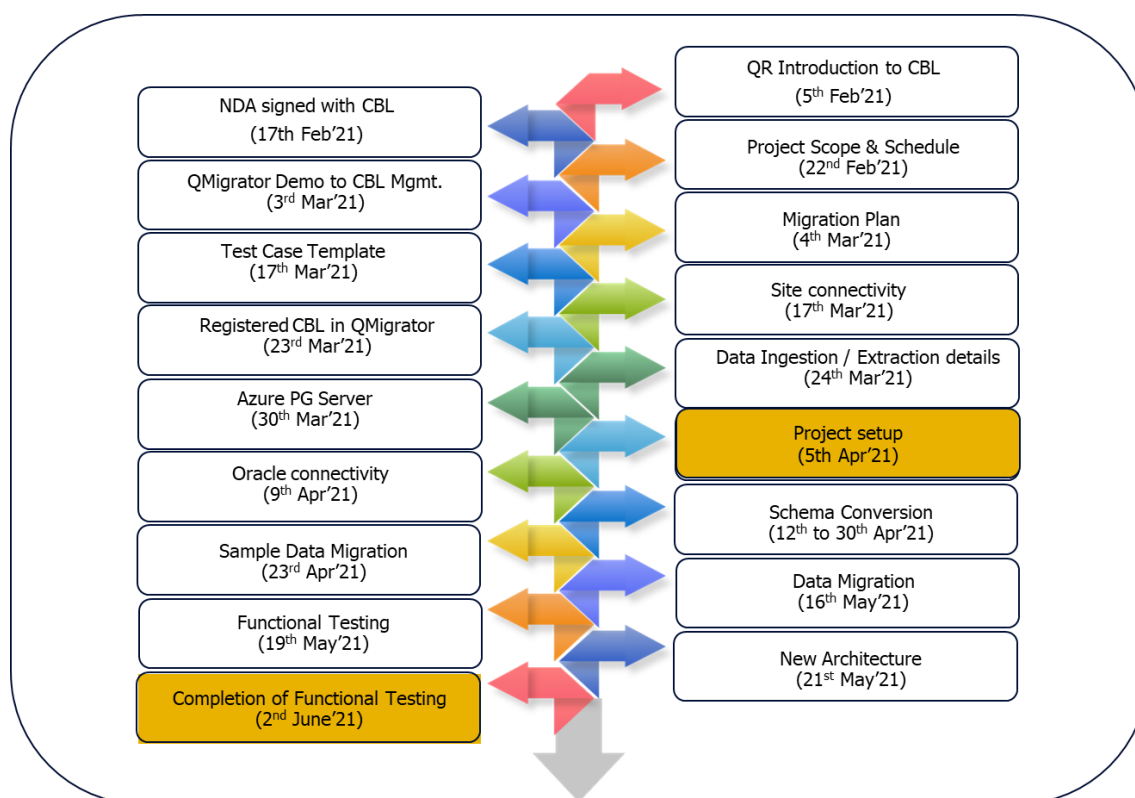 QR Introduction to CBL
(5th Feb'21)
NDA signed with CBL
(17th Feb'21)
Project Scope & Schedule
(22nd Feb'21)
QMigrator Demo to CBL Mgmt.
(3rd Mar'21)
Migration Plan
(4th Mar'21)
Test Case Template
(17th Mar'21)
Site connectivity
(17th Mar'21)
Registered CBL in QMigrator
(23rd Mar'21)
Data Ingestion / Extraction details
(24th Mar'21)
Azure PG Server
(30th Mar'21)
Project setup
(5th Apr'21)
Oracle connectivity
(9th Apr'21)
Schema Conversion
(12th to 30th Apr'21)
Sample Data Migration
(23rd Apr'21)
Data Migration
(16th May'21)
Functional Testing
(19th May'21)
New Architecture
(21st May'21)
Completion of Functional Testing
(2nd June'21)